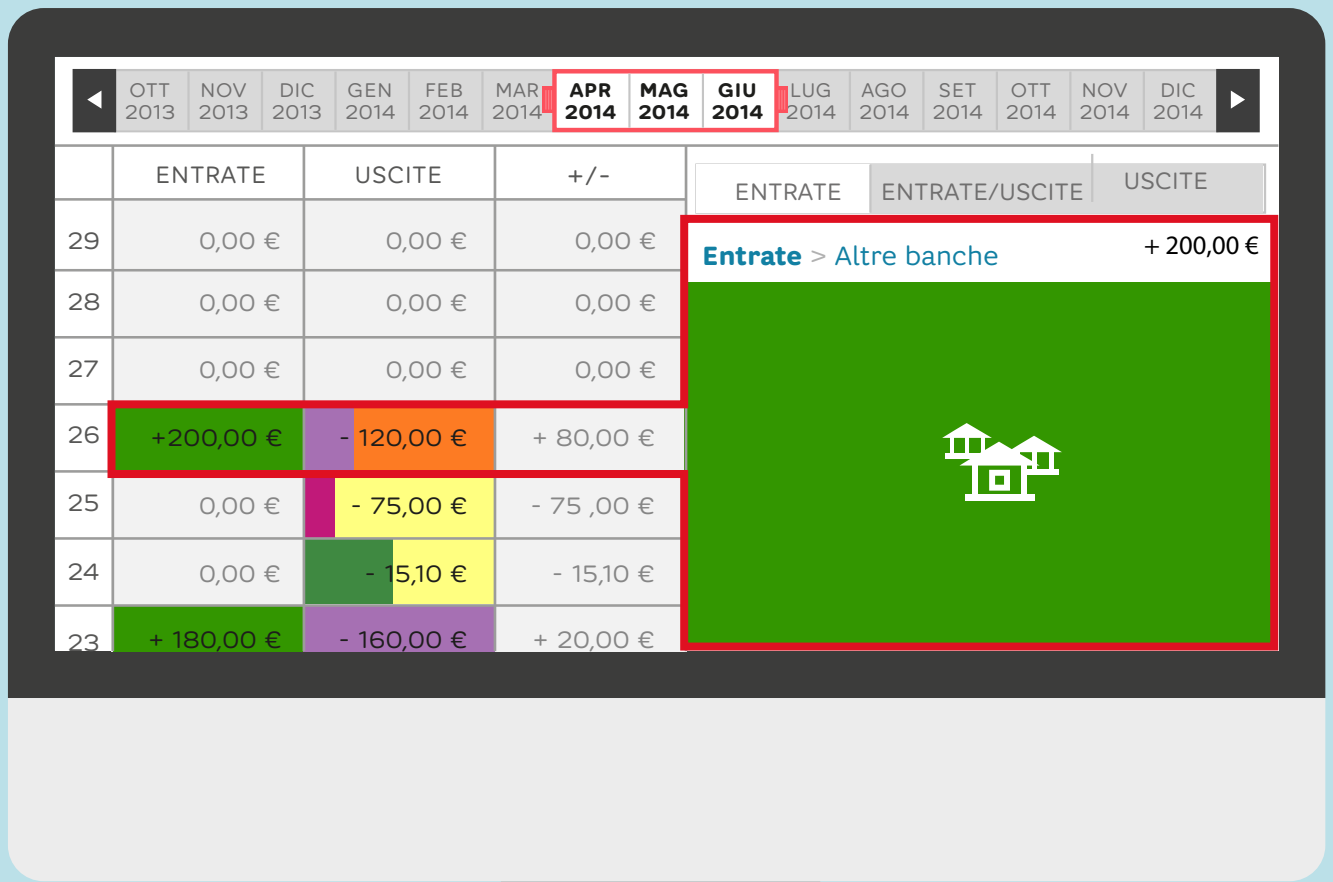 OTT NOV DIC GEN FEB MAR APR MAG GIU LUG AGO SET OTT NOV DIC
2013 2013 2013 2014 2014 2014 2014 2014 2014 2014 2014 2014 2014 2014 2014
ENTRATE USCITE +/-
ENTRATE ENTRATE/USCITE USCITE
29 0,00 € 0,00 € 0,00 €
Entrate > Altre banche + 200,00 €
28 0,00 € 0,00 € 0,00 €
27 0,00 € 0,00 € 0,00 €
26 +200,00 € - 120,00 € + 80,00 €
25 0,00 € - 75,00 € - 75 ,00 €
24 0,00 € - 15,10 € - 15,10 €
23 + 180,00 € - 160,00 € + 20,00 €